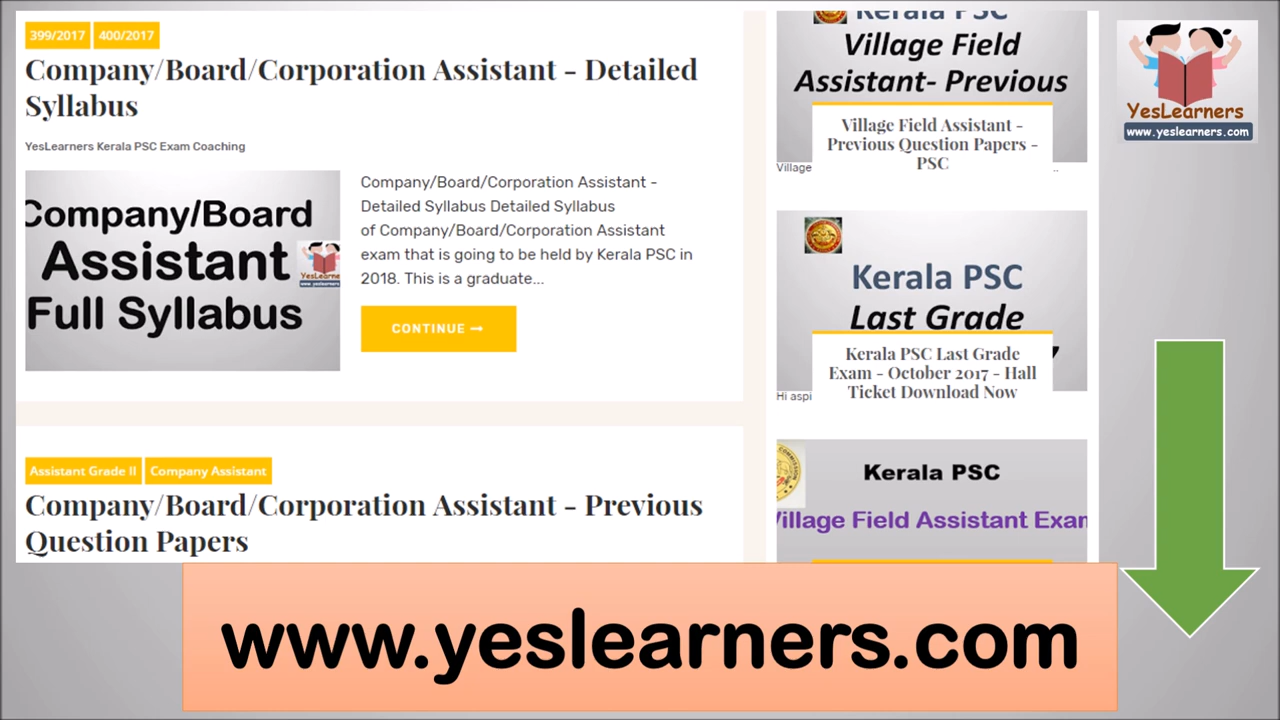 399/2017 400/2017
Company/Board/Corporation Assistant - Detailed
Syllabus
YesLearners Kerala PSC Exam Coaching
Company/Board
Assistant
Full Syllabus
YesLearners
www.yeslearners.com
Company/Board/Corporation Assistant -
Detailed Syllabus Detailed Syllabus
of Company/Board/Corporation Assistant
exam that is going to be held by Kerala PSC in
2018. This is a graduate...
CONTINUE
Assistant Grade II Company Assistant
Company/Board/Corporation Assistant - Previous
Question Papers
Kerala PSC
Village Field
Assistant- Previous
Village Field Assistant -
Previous Question Papers -
PSC
Village ..
Kerala PSC
Last Grade
Kerala PSC Last Grade
Exam - October 2017 - Hall
Ticket Download Now
Hi aspi
Kerala PSC
Village Field Assistant Exam
YesLearners
www.yeslearners.com
www.yeslearners.com